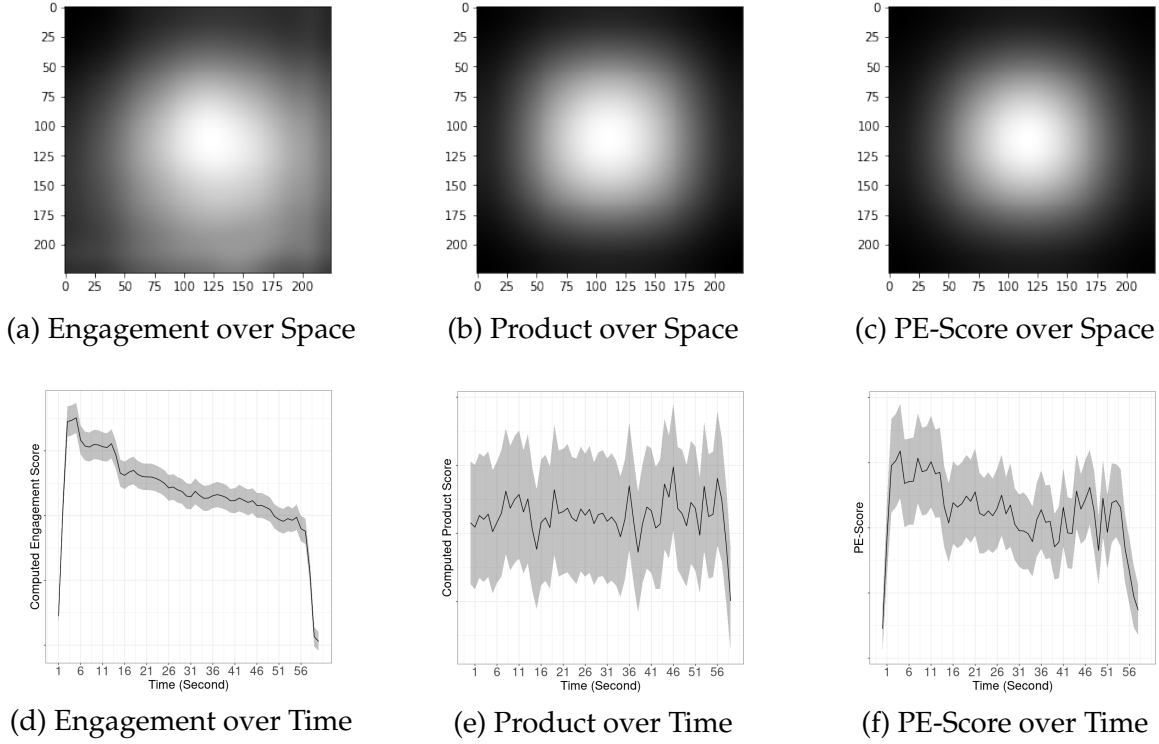 0
25
50
75
100
125
150
175
200
0 25 50 75 100 125 150 175 200
(a) Engagement over Space
0
25
50
75
100
125
150
175
200
0 25 50 75 100 125 150 175 200
(b) Product over Space
0
25
50
75
100
125
150
175
200
0 25 50 75 100 125 150 175 200
(c) PE-Score over Space
Computed Engagement Score
1 6 11 16 21 26 31 36 41 46 51 56
Time (Second)
(d) Engagement over Time
Computed Product Score
1 6 11 16 21 26 31 36 41 46 51 56
Time (Second)
(e) Product over Time
PE-Score
1 6 11 16 21 26 31 36 41 46 51 56
Time (Second)
(f) PE-Score over Time